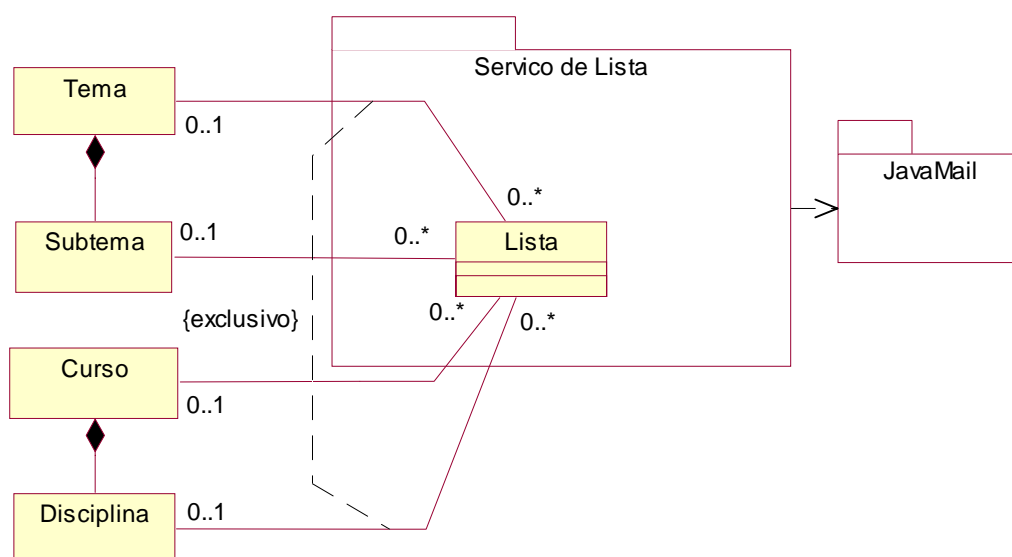 Servico de Lista
Tema
0..1
JavaMail
0..*
Subtema
0..1
0..*
Lista
{exclusivo}
0..*
0..*
Curso
0..1
Disciplina
0..1